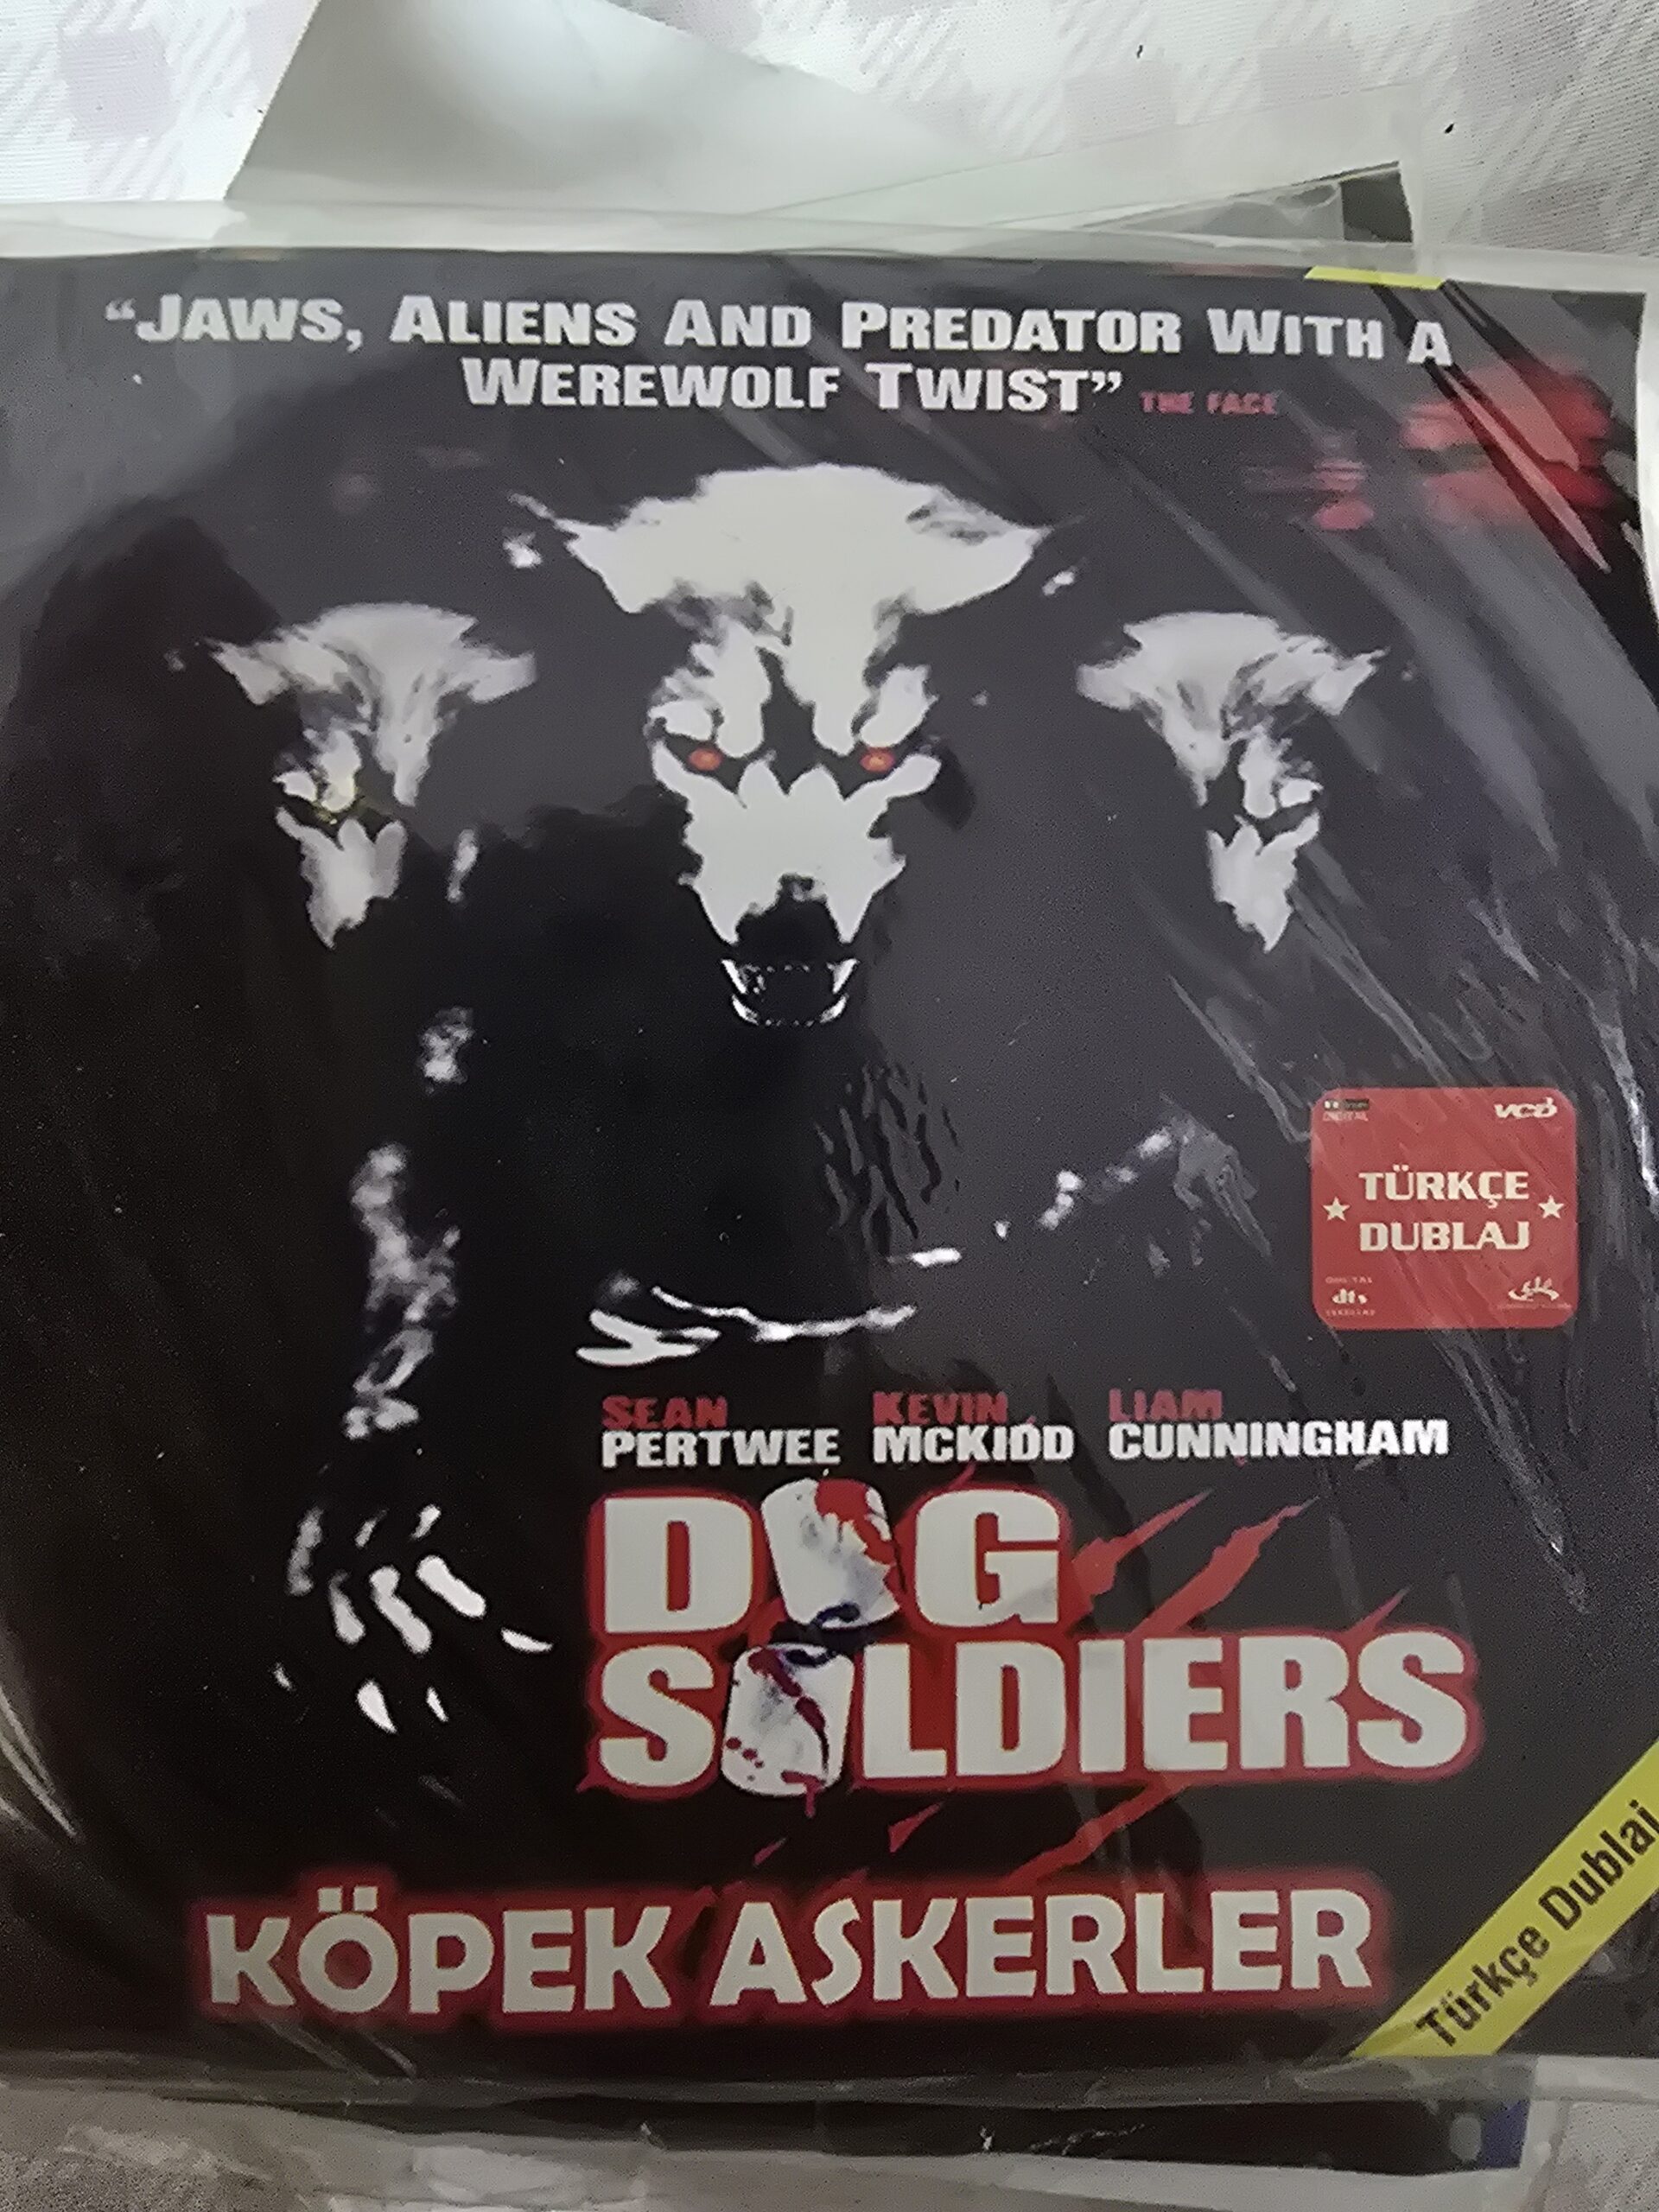 “JAWS, ALIENS AND PREDATOR WITH A
WEREWOLF TWIST” THE FACE
VCD
TÜRKÇE
DUBLAJ
dts
SEAN KEVIN LIAM
PERTWEE MCKIDD CUNNINGHAM
DOG
SOLDIERS
KÖPEK ASKERLER
Türkçe Dublaj